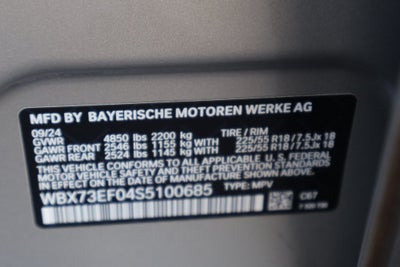 MFD BY BAYERISCHE MOTOREN WERKE AG
09/24
GVWR 4850 lbs 2200 kg TIRE / RIM
GAWR FRONT 2546 lbs 1155 kg WITH 225/55 R18 / 7.5Jx 18
GAWR REAR 2524 lbs 1145 kg WITH 225/55 R18 / 7.5Jx 18
THIS VEHICLE CONFORMS TO ALL APPLICABLE
FEDERAL MOTOR VEHICLE SAFETY
STANDARDS IN EFFECT ON THE DATE OF
MANUFACTURE SHOWN ABOVE
WBX73EF04S5100685 TYPE: MPV C67